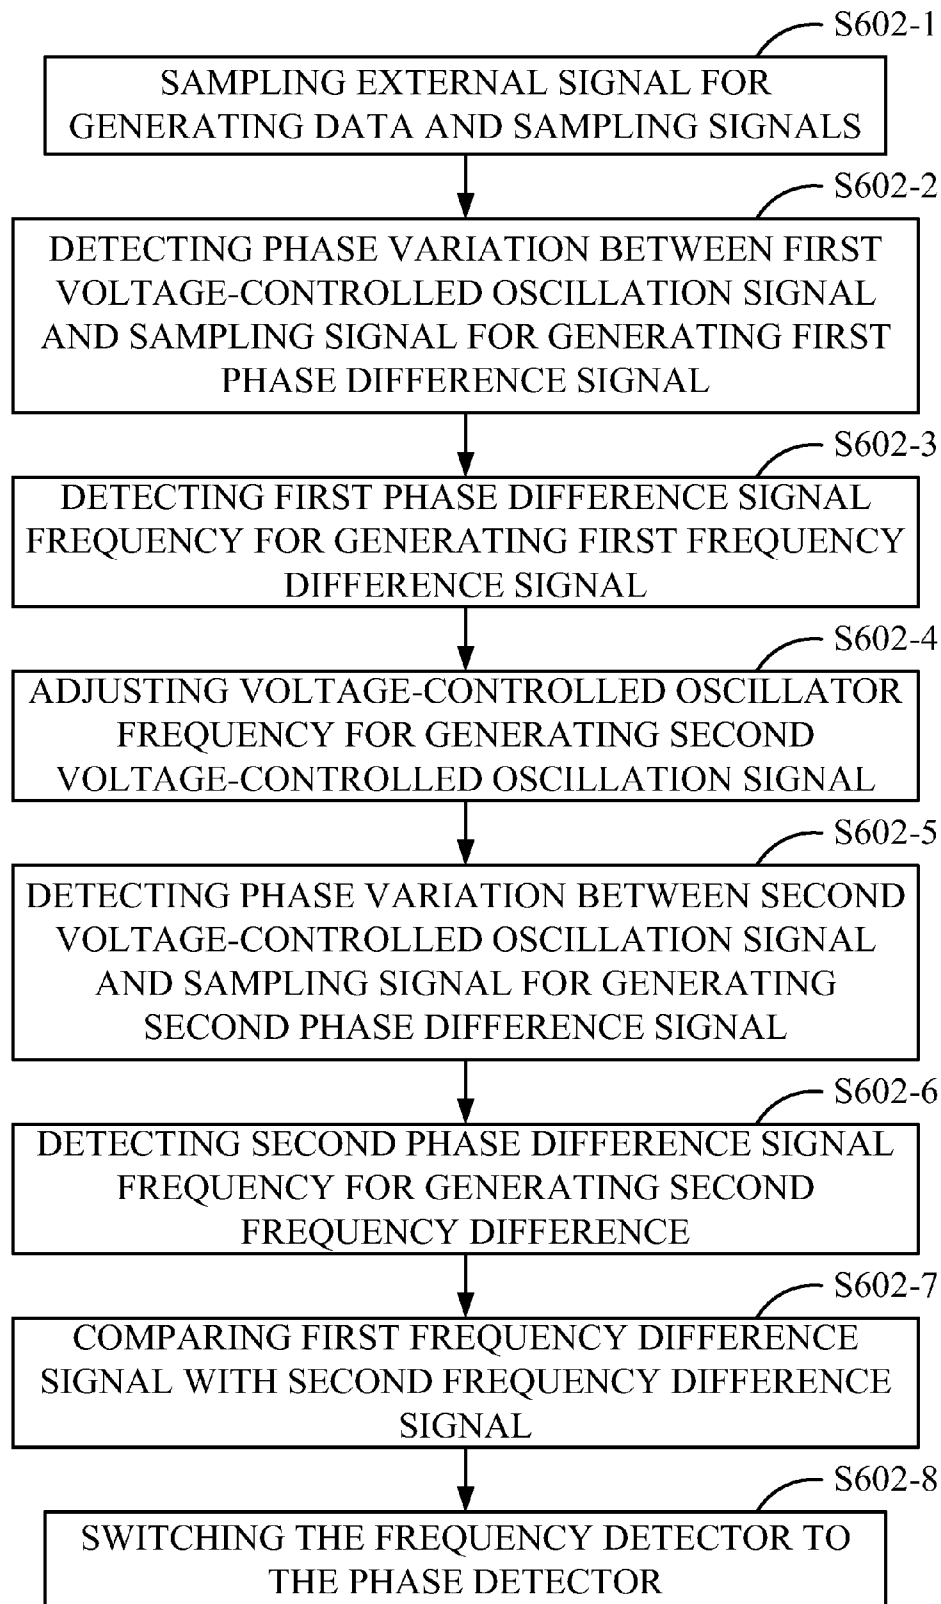 S602-1
SAMPLING EXTERNAL SIGNAL FOR
GENERATING DATA AND SAMPLING SIGNALS
S602-2
DETECTING PHASE VARIATION BETWEEN FIRST
VOLTAGE-CONTROLLED OSCILLATION SIGNAL
AND SAMPLING SIGNAL FOR GENERATING FIRST
PHASE DIFFERENCE SIGNAL
S602-3
DETECTING FIRST PHASE DIFFERENCE SIGNAL
FREQUENCY FOR GENERATING FIRST FREQUENCY
DIFFERENCE SIGNAL
S602-4
ADJUSTING VOLTAGE-CONTROLLED OSCILLATOR
FREQUENCY FOR GENERATING SECOND
VOLTAGE-CONTROLLED OSCILLATION SIGNAL
S602-5
DETECTING PHASE VARIATION BETWEEN SECOND
VOLTAGE-CONTROLLED OSCILLATION SIGNAL
AND SAMPLING SIGNAL FOR GENERATING
SECOND PHASE DIFFERENCE SIGNAL
S602-6
DETECTING SECOND PHASE DIFFERENCE SIGNAL
FREQUENCY FOR GENERATING SECOND
FREQUENCY DIFFERENCE
S602-7
COMPARING FIRST FREQUENCY DIFFERENCE
SIGNAL WITH SECOND FREQUENCY DIFFERENCE
SIGNAL
S602-8
SWITCHING THE FREQUENCY DETECTOR TO
THE PHASE DETECTOR